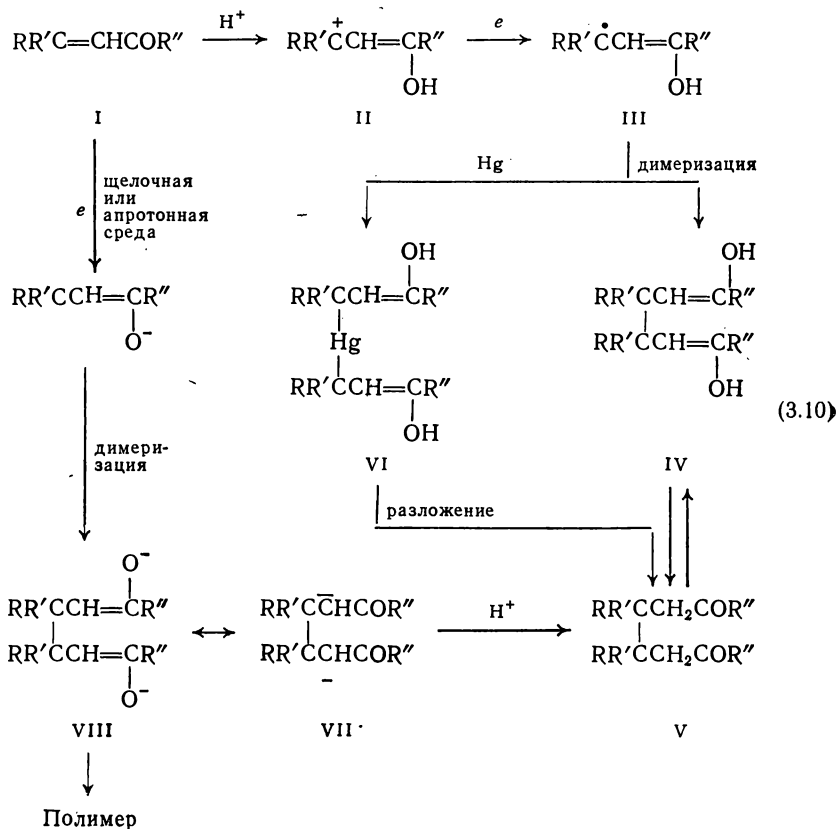 RR'C=CHCOR″ H⁺ RR'C⁺CH=CR″ e RR'C•CH=CR″
OH OH
I II III
e щелочная или апротонная среда
Hg димеризация
OH OH
RR'CCH=CR″ RR'CCH=CR″ RR'CCH=CR″
O⁻ Hg RR'CCH=CR″
RR'CCH=CR″ OH
OH
(3.10)
димери-
зация
VI IV
разложение
O⁻
RR'CCH=CR″ RR'CC̄HCOR″ H⁺ RR'CCH₂COR″
RR'CCH=CR″ RR'CCHCOR″ RR'CCH₂COR″
O⁻ −
VIII VII V
Полимер